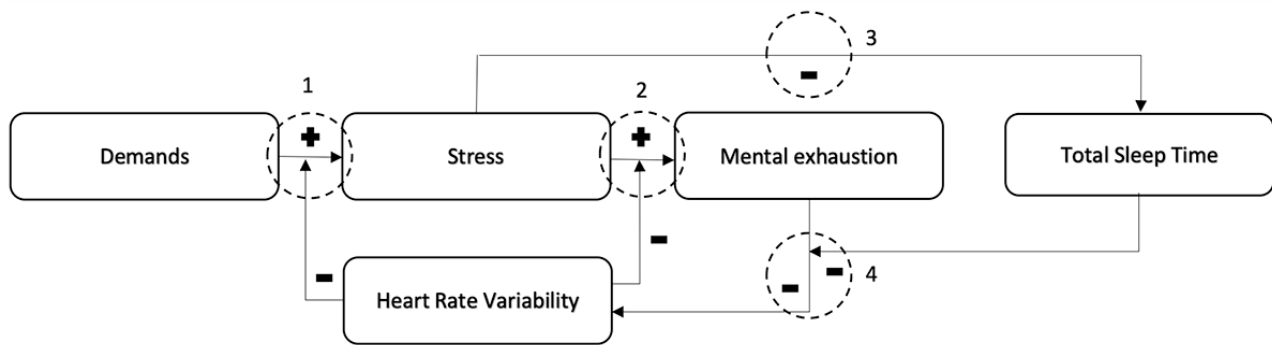 3
1
2
+
+
-
Demands
Stress
Mental exhaustion
Total Sleep Time
-
-
Heart Rate Variability
-
-
4